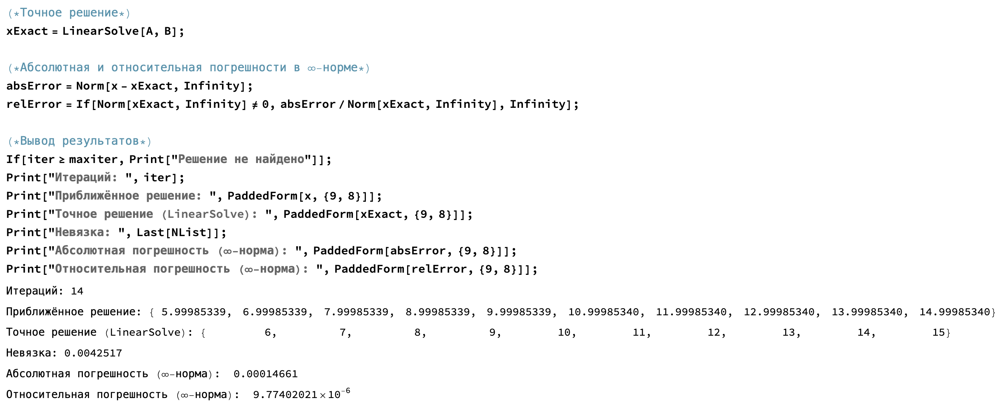 (*Точное решение*)
xExact = LinearSolve[A, B];
(*Абсолютная и относительная погрешности в ∞-норме*)
absError = Norm[x - xExact, Infinity];
relError = If[Norm[xExact, Infinity] ≠ 0, absError / Norm[xExact, Infinity], Infinity];
(*Вывод результатов*)
If[iter ≥ maxiter, Print["Решение не найдено"]];
Print["Итераций: ", iter];
Print["Приближённое решение: ", PaddedForm[x, {9, 8}]];
Print["Точное решение (LinearSolve): ", PaddedForm[xExact, {9, 8}]];
Print["Невязка: ", Last[NList]];
Print["Абсолютная погрешность (∞-норма): ", PaddedForm[absError, {9, 8}]];
Print["Относительная погрешность (∞-норма): ", PaddedForm[relError, {9, 8}]];
Итераций: 14
Приближённое решение: { 5.99985339, 6.99985339, 7.99985339, 8.99985339, 9.99985339, 10.99985340, 11.99985340, 12.99985340, 13.99985340, 14.99985340}
Точное решение (LinearSolve): { 6, 7, 8, 9, 10, 11, 12, 13, 14, 15}
Невязка: 0.0042517
Абсолютная погрешность (∞-норма): 0.00014661
Относительная погрешность (∞-норма): 9.77402021×10⁻⁶